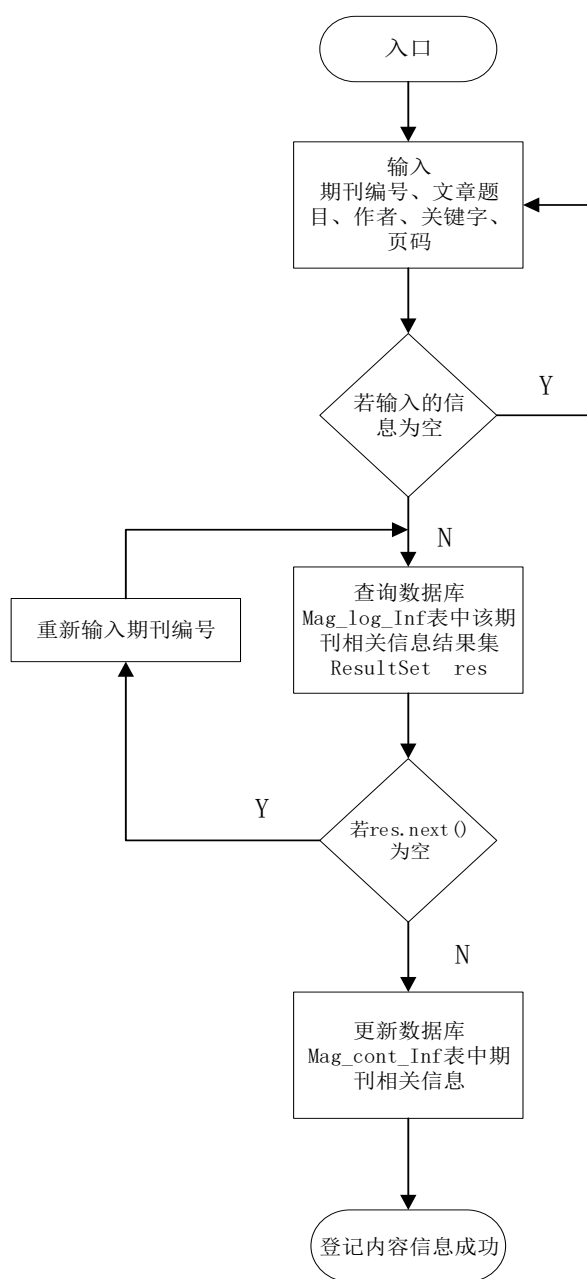 入口
输入
期刊编号、文章题
目、作者、关键字、
页码
若输入的信
息为空
Y
N
查询数据库
Mag_log_Inf表中该期
刊相关信息结果集
ResultSet res
重新输入期刊编号
若res.next()
为空
Y
N
更新数据库
Mag_cont_Inf表中期
刊相关信息
登记内容信息成功